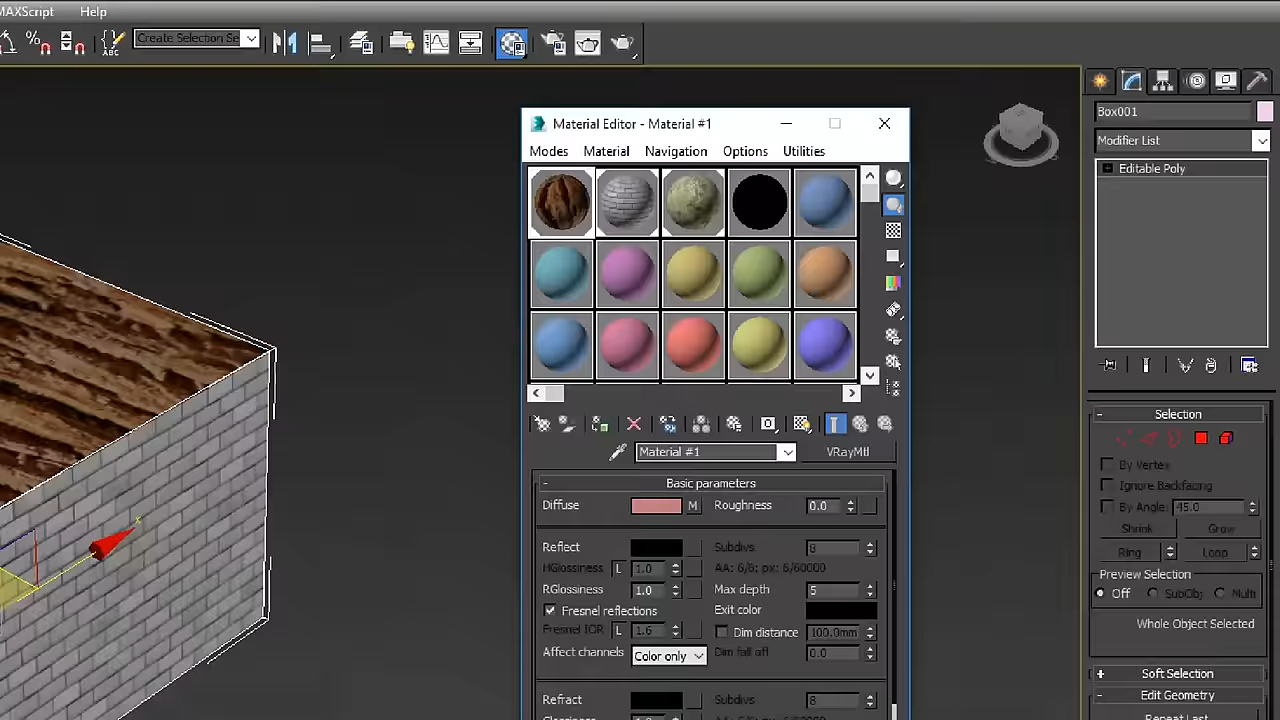 MAXScript Help
ABC
Create Selection Se
Material Editor - Material #1
Modes Material Navigation Options Utilities
Box001
Modifier List
Editable Poly
Material #1
VRayMtl
- Basic parameters
Diffuse M Roughness 0.0
Reflect Subdivs 8
HGlossiness L 1.0 AA: 6/6; px: 6/60000
RGlossiness 1.0 Max depth 5
Fresnel reflections Exit color
Fresnel IOR L 1.6 Dim distance 100.0mm
Affect channels Color only Dim fall off 0.0
Refract Subdivs 8
- Selection
By Vertex
Ignore Backfacing
By Angle: 45.0
Shrink Grow
Ring Loop
Preview Selection
Off SubObj Multi
Whole Object Selected
+ Soft Selection
- Edit Geometry
Repeat Last